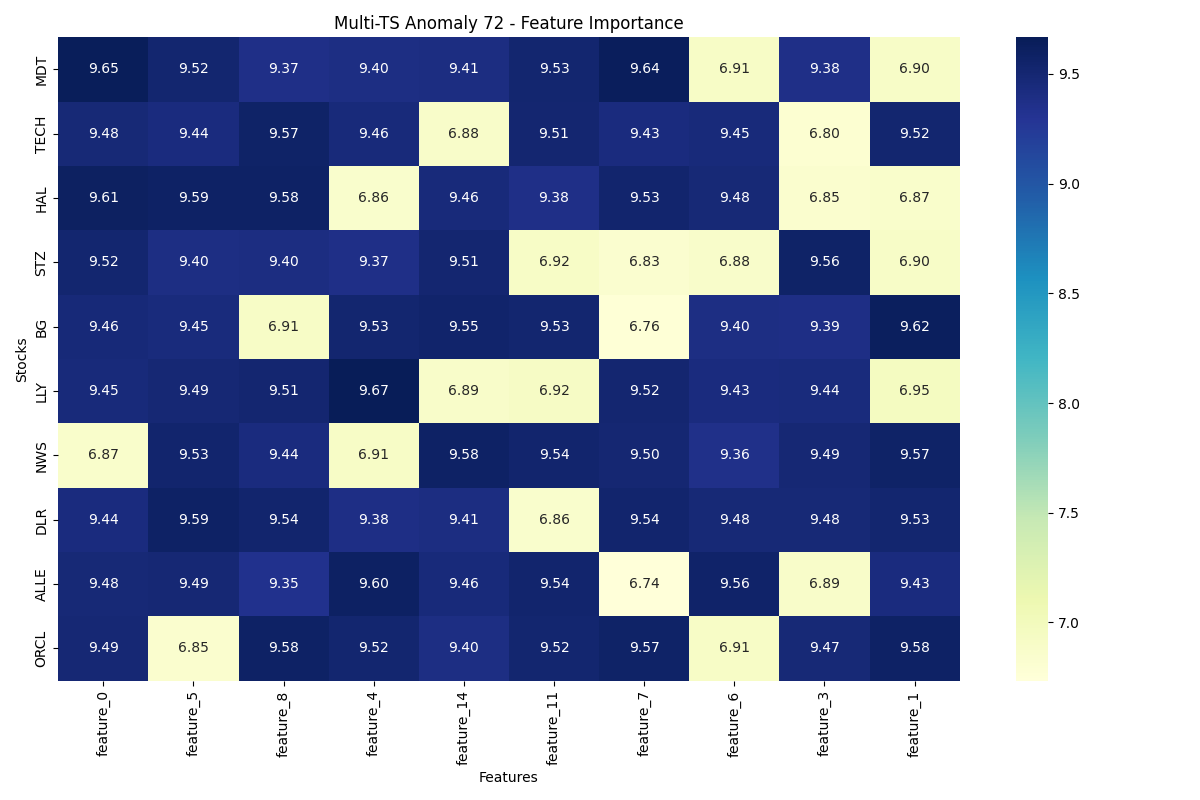 Multi-TS Anomaly 72 - Feature Importance
Stocks
MDT 9.65 9.52 9.37 9.40 9.41 9.53 9.64 6.91 9.38 6.90
TECH 9.48 9.44 9.57 9.46 6.88 9.51 9.43 9.45 6.80 9.52
HAL 9.61 9.59 9.58 6.86 9.46 9.38 9.53 9.48 6.85 6.87
STZ 9.52 9.40 9.40 9.37 9.51 6.92 6.83 6.88 9.56 6.90
BG 9.46 9.45 6.91 9.53 9.55 9.53 6.76 9.40 9.39 9.62
LLY 9.45 9.49 9.51 9.67 6.89 6.92 9.52 9.43 9.44 6.95
NWS 6.87 9.53 9.44 6.91 9.58 9.54 9.50 9.36 9.49 9.57
DLR 9.44 9.59 9.54 9.38 9.41 6.86 9.54 9.48 9.48 9.53
ALLE 9.48 9.49 9.35 9.60 9.46 9.54 6.74 9.56 6.89 9.43
ORCL 9.49 6.85 9.58 9.52 9.40 9.52 9.57 6.91 9.47 9.58
feature_0 feature_5 feature_8 feature_4 feature_14 feature_11 feature_7 feature_6 feature_3 feature_1
Features
9.5
9.0
8.5
8.0
7.5
7.0